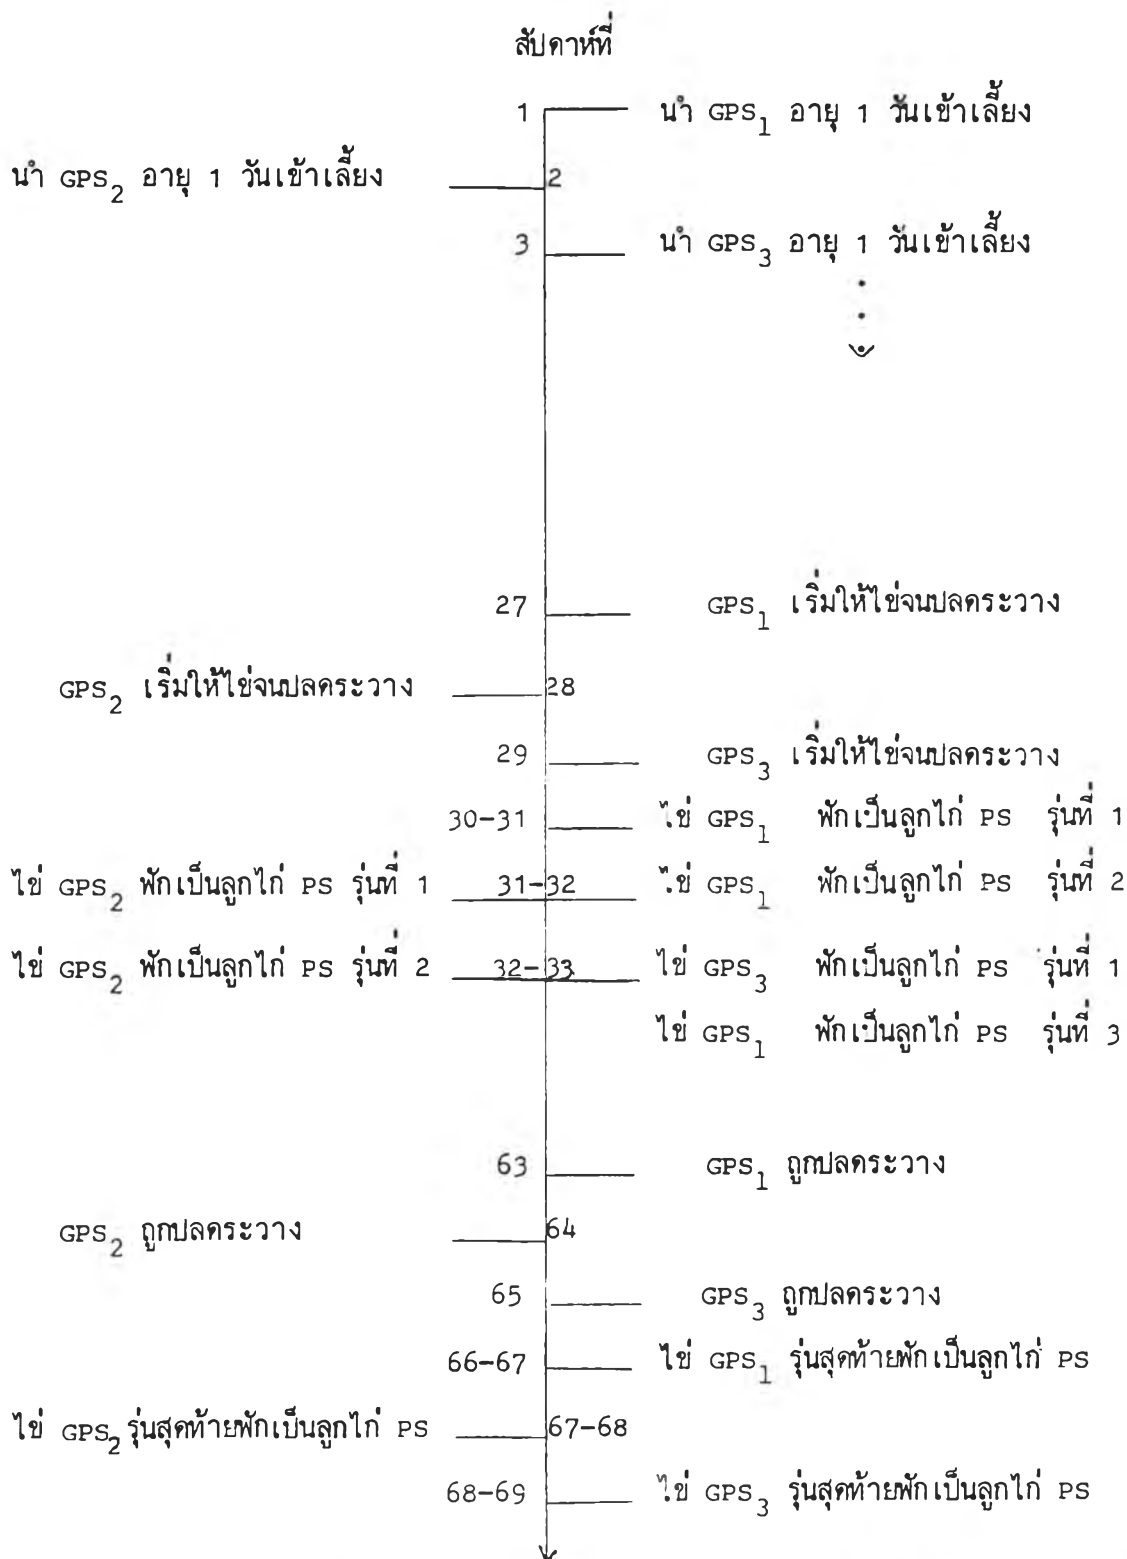 สัปดาห์ที่
1 นำ GPS1 อายุ 1 วันเข้าเลี้ยง
นำ GPS2 อายุ 1 วันเข้าเลี้ยง 2
3 นำ GPS3 อายุ 1 วันเข้าเลี้ยง
27 GPS1 เริ่มให้ไข่จนปลดระวาง
GPS2 เริ่มให้ไข่จนปลดระวาง 28
29 GPS3 เริ่มให้ไข่จนปลดระวาง
30-31 ไข่ GPS1 ฟักเป็นลูกไก่ PS รุ่นที่ 1
ไข่ GPS2 ฟักเป็นลูกไก่ PS รุ่นที่ 1 31-32 ไข่ GPS1 ฟักเป็นลูกไก่ PS รุ่นที่ 2
ไข่ GPS2 ฟักเป็นลูกไก่ PS รุ่นที่ 2 32-33 ไข่ GPS3 ฟักเป็นลูกไก่ PS รุ่นที่ 1
ไข่ GPS1 ฟักเป็นลูกไก่ PS รุ่นที่ 3
63 GPS1 ถูกปลดระวาง
GPS2 ถูกปลดระวาง 64
65 GPS3 ถูกปลดระวาง
66-67 ไข่ GPS1 รุ่นสุดท้ายฟักเป็นลูกไก่ PS
ไข่ GPS2 รุ่นสุดท้ายฟักเป็นลูกไก่ PS 67-68
68-69 ไข่ GPS3 รุ่นสุดท้ายฟักเป็นลูกไก่ PS